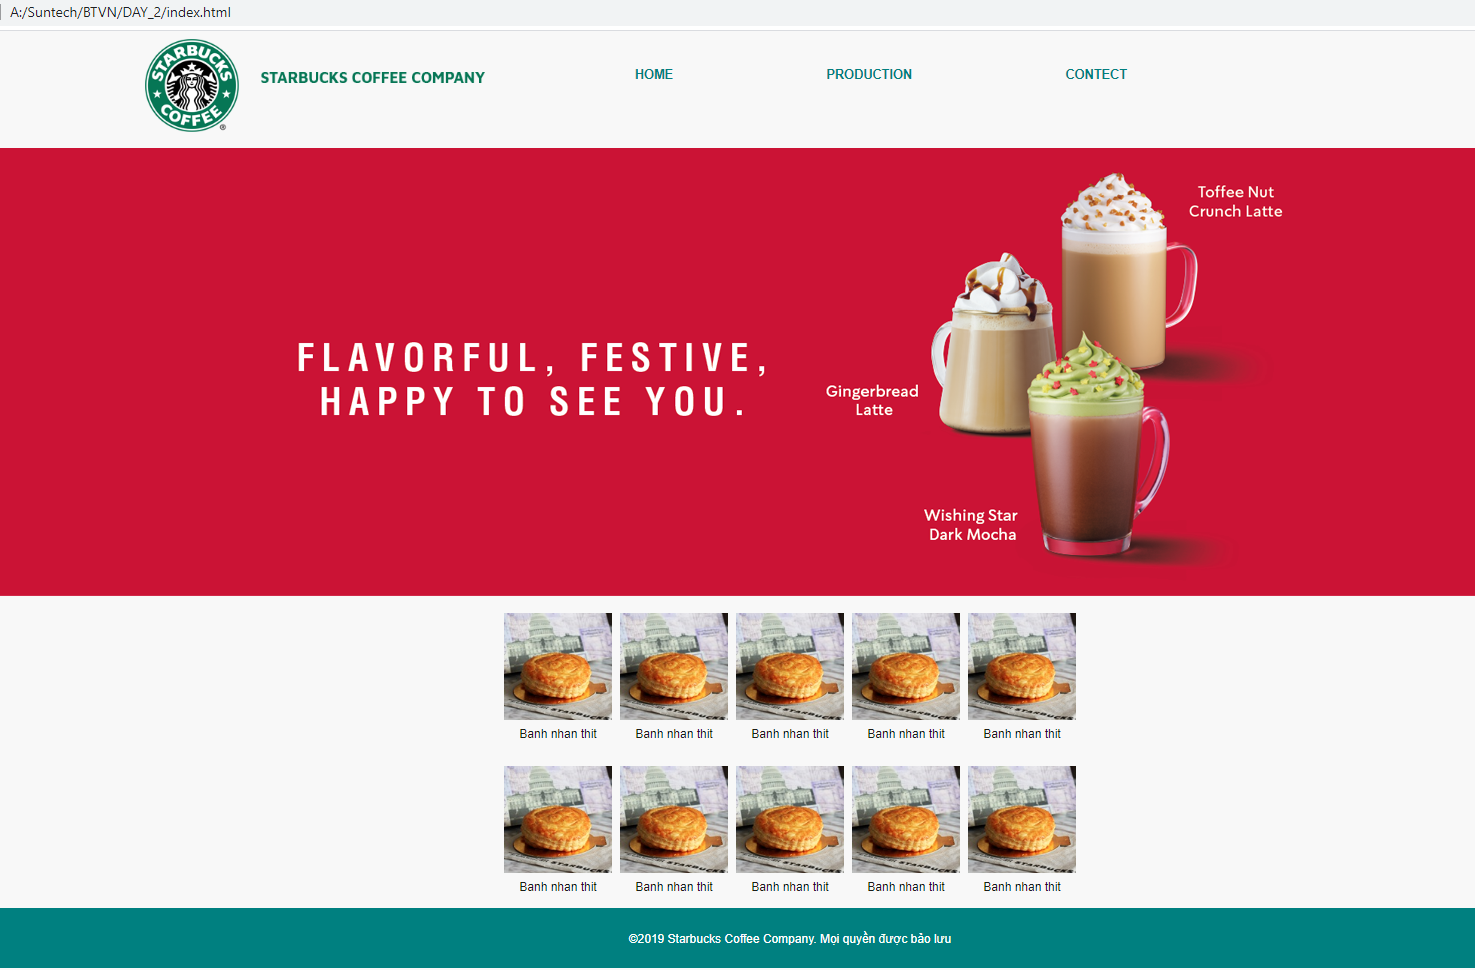 A:/Suntech/BTVN/DAY_2/index.html
STARBUCKS
COFFEE
®
STARBUCKS COFFEE COMPANY
HOME
PRODUCTION
CONTECT
Toffee Nut
Crunch Latte
FLAVORFUL, FESTIVE,
HAPPY TO SEE YOU.
Gingerbread
Latte
Wishing Star
Dark Mocha
Banh nhan thit Banh nhan thit Banh nhan thit Banh nhan thit Banh nhan thit
Banh nhan thit Banh nhan thit Banh nhan thit Banh nhan thit Banh nhan thit
©2019 Starbucks Coffee Company. Mọi quyền được bảo lưu